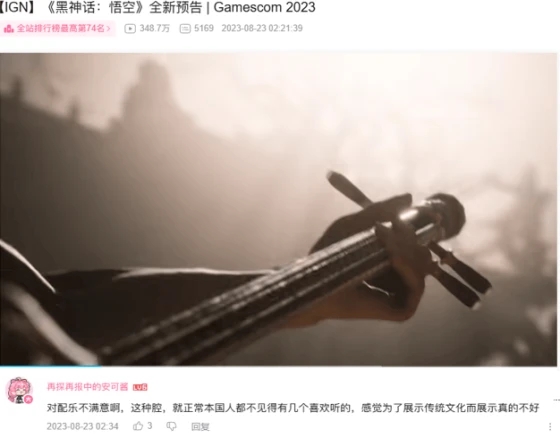 【IGN】《黑神话：悟空》全新预告 | Gamescom 2023
全站排行榜最高第74名 > 348.7万 5169 2023-08-23 02:21:39
再探再报中的安可酱 LV6
对配乐不满意啊，这种腔，就正常本国人都不见得有几个喜欢听的，感觉为了展示传统文化而展示真的不好
2023-08-23 02:34 3 回复